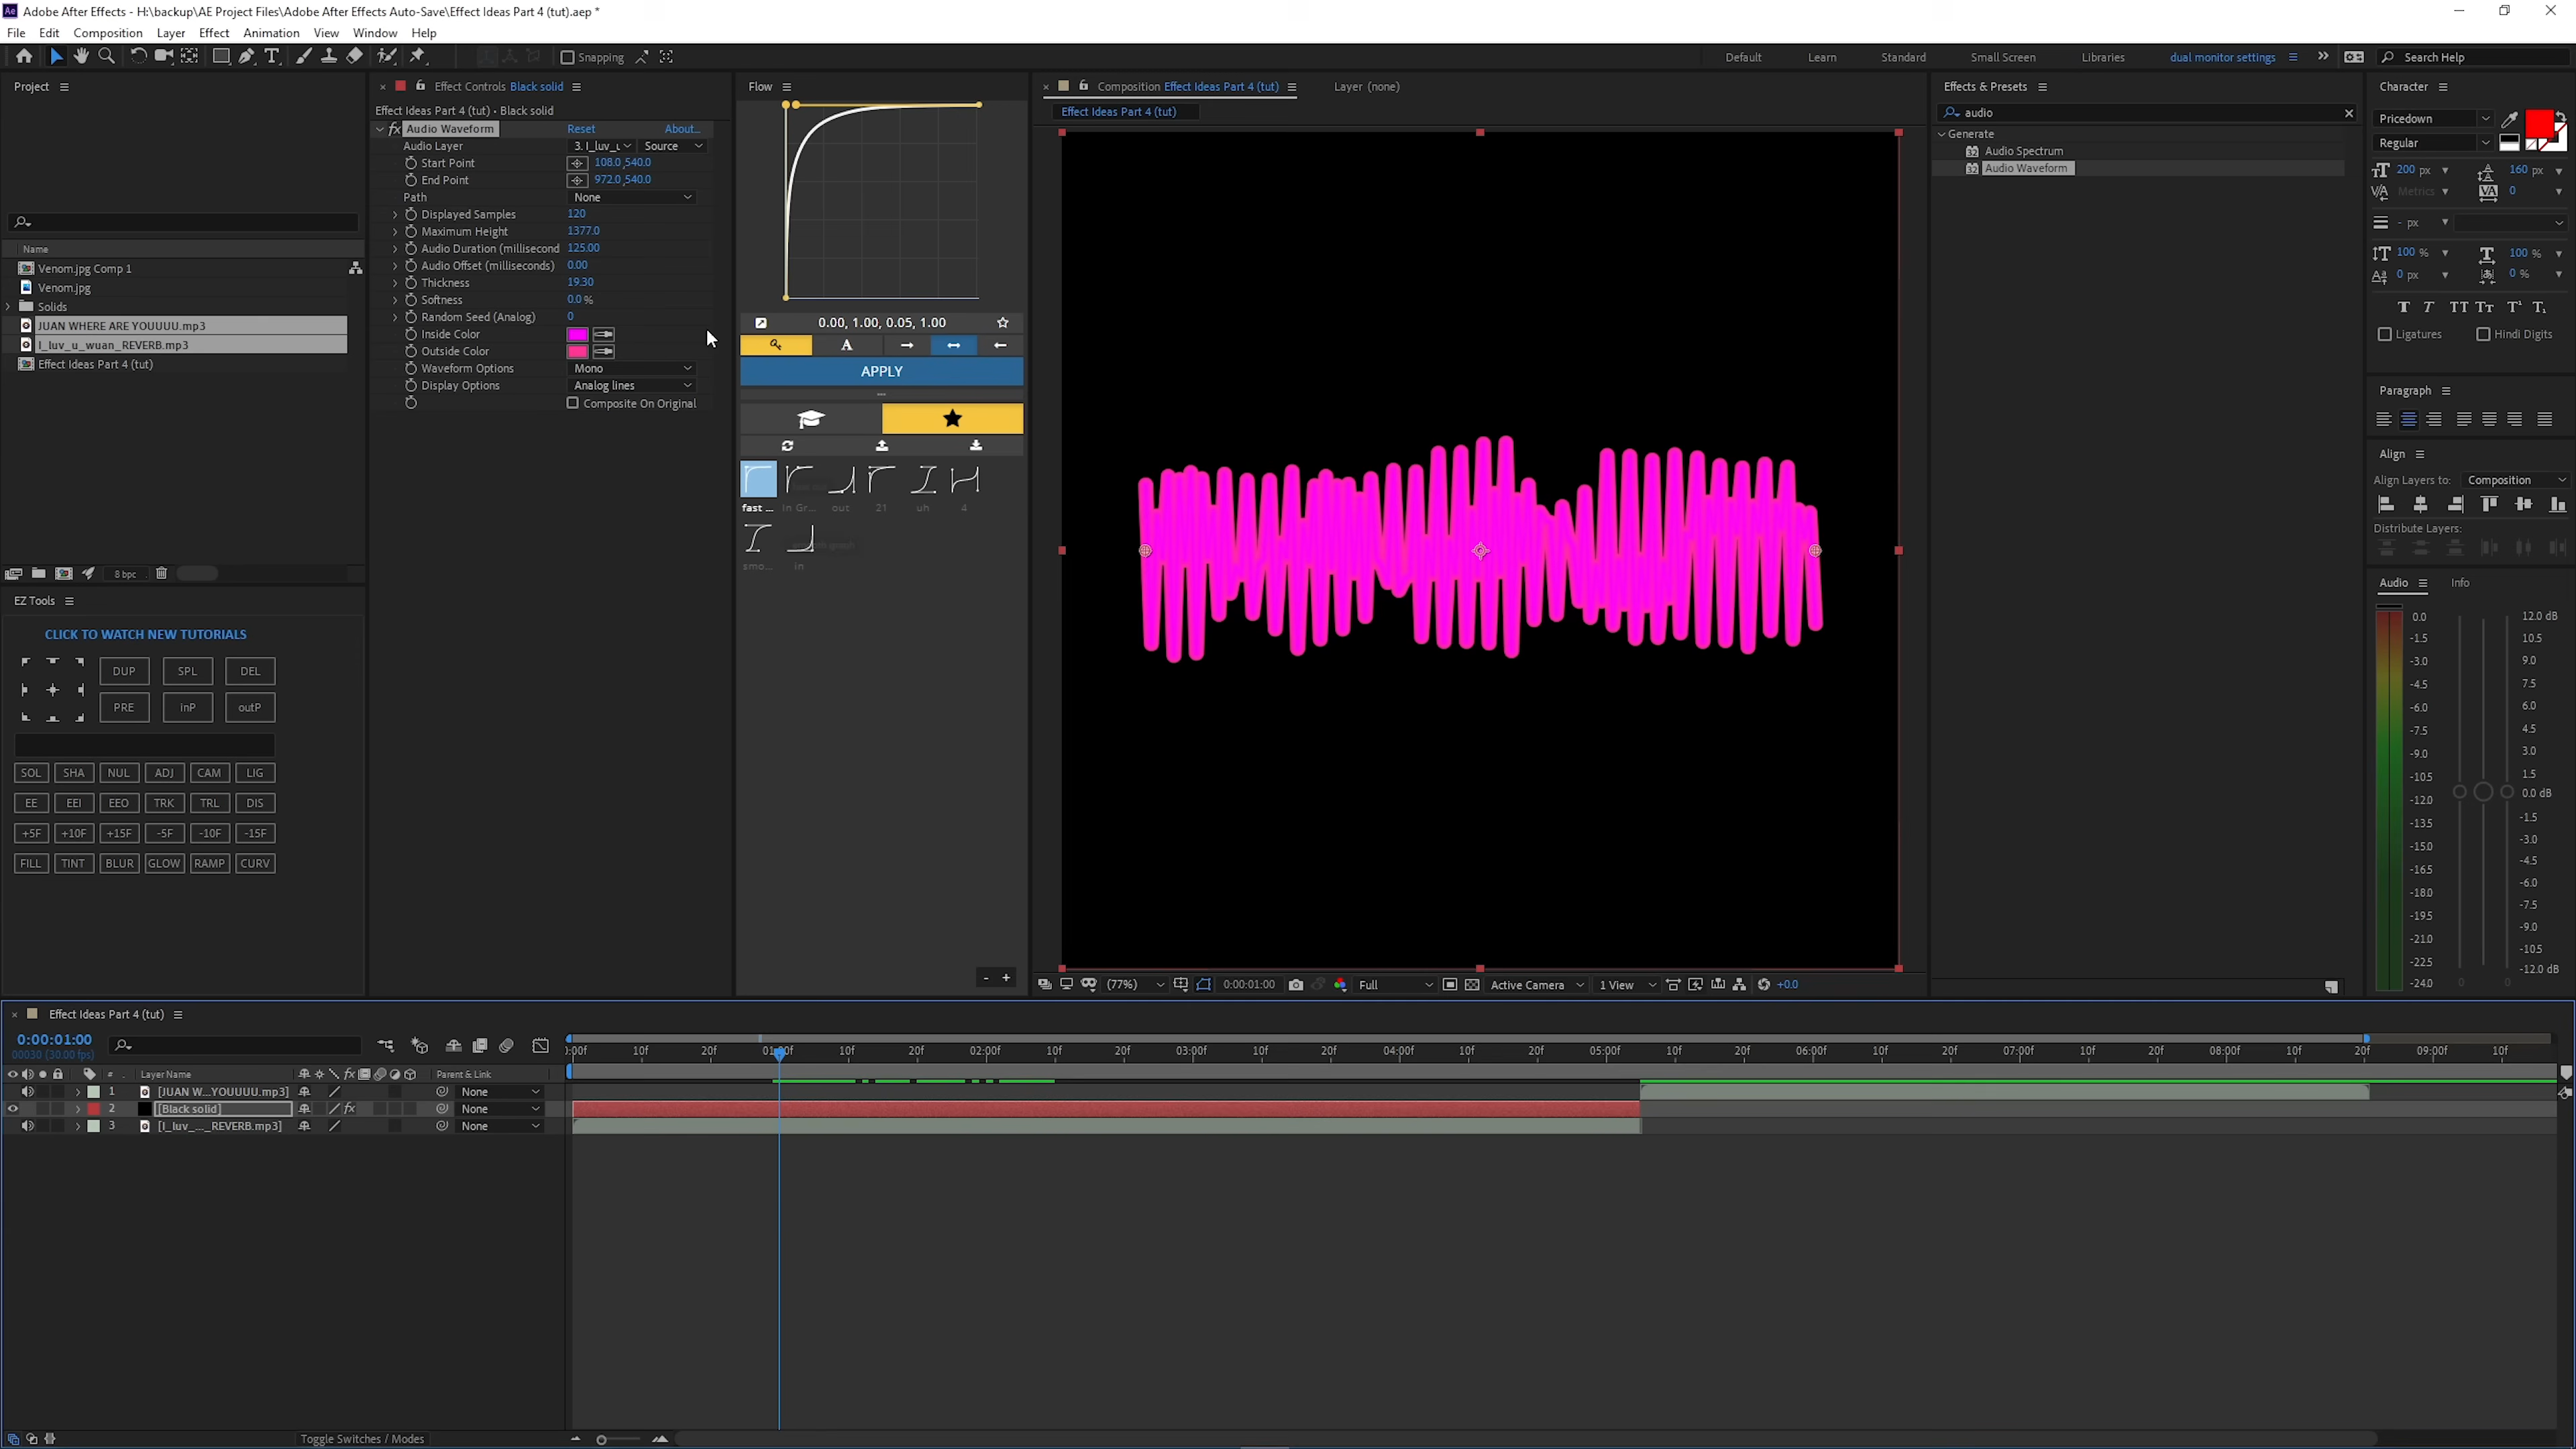 Adobe After Effects - H:\backup\AE Project Files\Adobe After Effects Auto-Save\Effect Ideas Part 4 (tut).aep *
File Edit Composition Layer Effect Animation View Window Help
Snapping
Default Learn Standard Small Screen Libraries dual monitor settings Search Help
Project
Name
Venom.jpg Comp 1
Venom.jpg
Solids
JUAN WHERE ARE YOUUUU.mp3
I_luv_u_wuan_REVERB.mp3
Effect Ideas Part 4 (tut)
8 bpc
Effect Controls Black solid
Effect Ideas Part 4 (tut) • Black solid
fx Audio Waveform Reset About...
Audio Layer 3. I_luv_u Source
Start Point 108.0,540.0
End Point 972.0,540.0
Path None
Displayed Samples 120
Maximum Height 1377.0
Audio Duration (millisecond 125.00
Audio Offset (milliseconds) 0.00
Thickness 19.30
Softness 0.0 %
Random Seed (Analog) 0
Inside Color
Outside Color
Waveform Options Mono
Display Options Analog lines
Composite On Original
Flow
0.00, 1.00, 0.05, 1.00
A
APPLY
fast ... in Gr... out 21 uh 4
smo... in
- +
Composition Effect Ideas Part 4 (tut) Layer (none)
Effect Ideas Part 4 (tut)
(77%) 0:00:01:00 Full Active Camera 1 View +0.0
Effects & Presets
audio
Generate
Audio Spectrum
Audio Waveform
Character
Pricedown
Regular
200 px 160 px
Metrics 0
- px
100 % 100 %
0 px 0 %
T T TT Tт T¹ T₁
Ligatures Hindi Digits
Paragraph
Align
Align Layers to: Composition
Distribute Layers:
Audio Info
0.0 12.0 dB
-1.5 10.5
-3.0 9.0
-4.5 7.5
-6.0 6.0
-7.5 4.5
-9.0 3.0
-10.5 1.5
-12.0 0.0 dB
-13.5 -1.5
-15.0 -3.0
-16.5 -4.5
-18.0 -6.0
-19.5 -7.5
-21.0 -9.0
-22.5 -10.5
-24.0 -12.0 dB
0 0
EZ Tools
CLICK TO WATCH NEW TUTORIALS
DUP SPL DEL
PRE inP outP
SOL SHA NUL ADJ CAM LIG
EE EEI EEO TRK TRL DIS
+5F +10F +15F -5F -10F -15F
FILL TINT BLUR GLOW RAMP CURV
Effect Ideas Part 4 (tut)
0:00:01:00
00030 (30.00 fps)
):00f 10f 20f 01:00f 10f 20f 02:00f 10f 20f 03:00f 10f 20f 04:00f 10f 20f 05:00f 10f 20f 06:00f 10f 20f 07:00f 10f 20f 08:00f 10f 20f 09:00f 10f
# Layer Name fx Parent & Link
1 [JUAN W...YOUUUU.mp3] None
2 [Black solid] fx None
3 [I_luv_..._REVERB.mp3] None
Toggle Switches / Modes